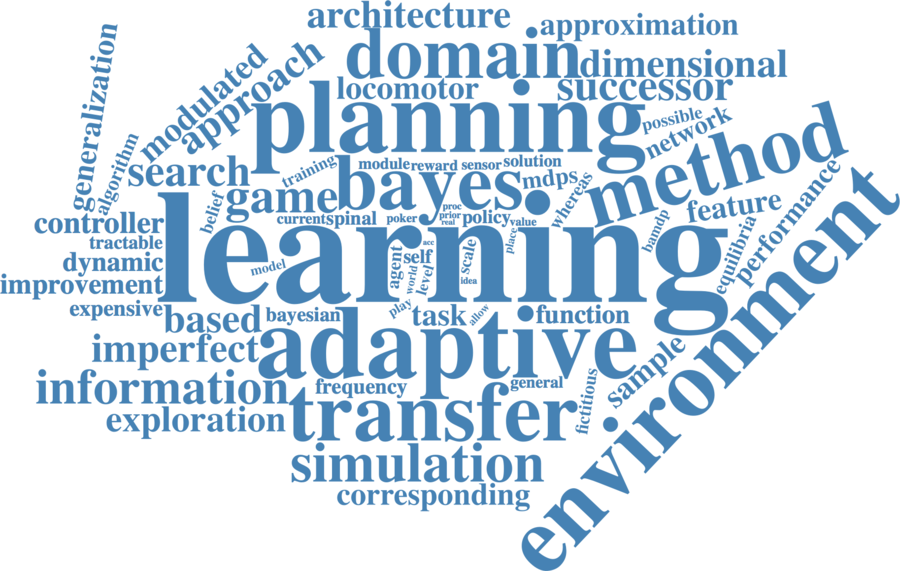 architecture
approximation
domain
dimensional
generalization
modulated
approach
locomotor
successor
planning
possible
network
algorithm
search
training
module
reward
sensor
solution
method
game
bayes
mdps
whereas
belief
controller
current
spinal
poker
proc
prior
real
policy
value
feature
performance
tractable
learning
place
bamdp
equilibria
dynamic
model
agent
self
acc
world
level
scale
idea
improvement
expensive
play
allow
based
bayesian
task
function
environment
imperfect
adaptive
sample
information
frequency
general
fictitious
exploration
transfer
simulation
corresponding